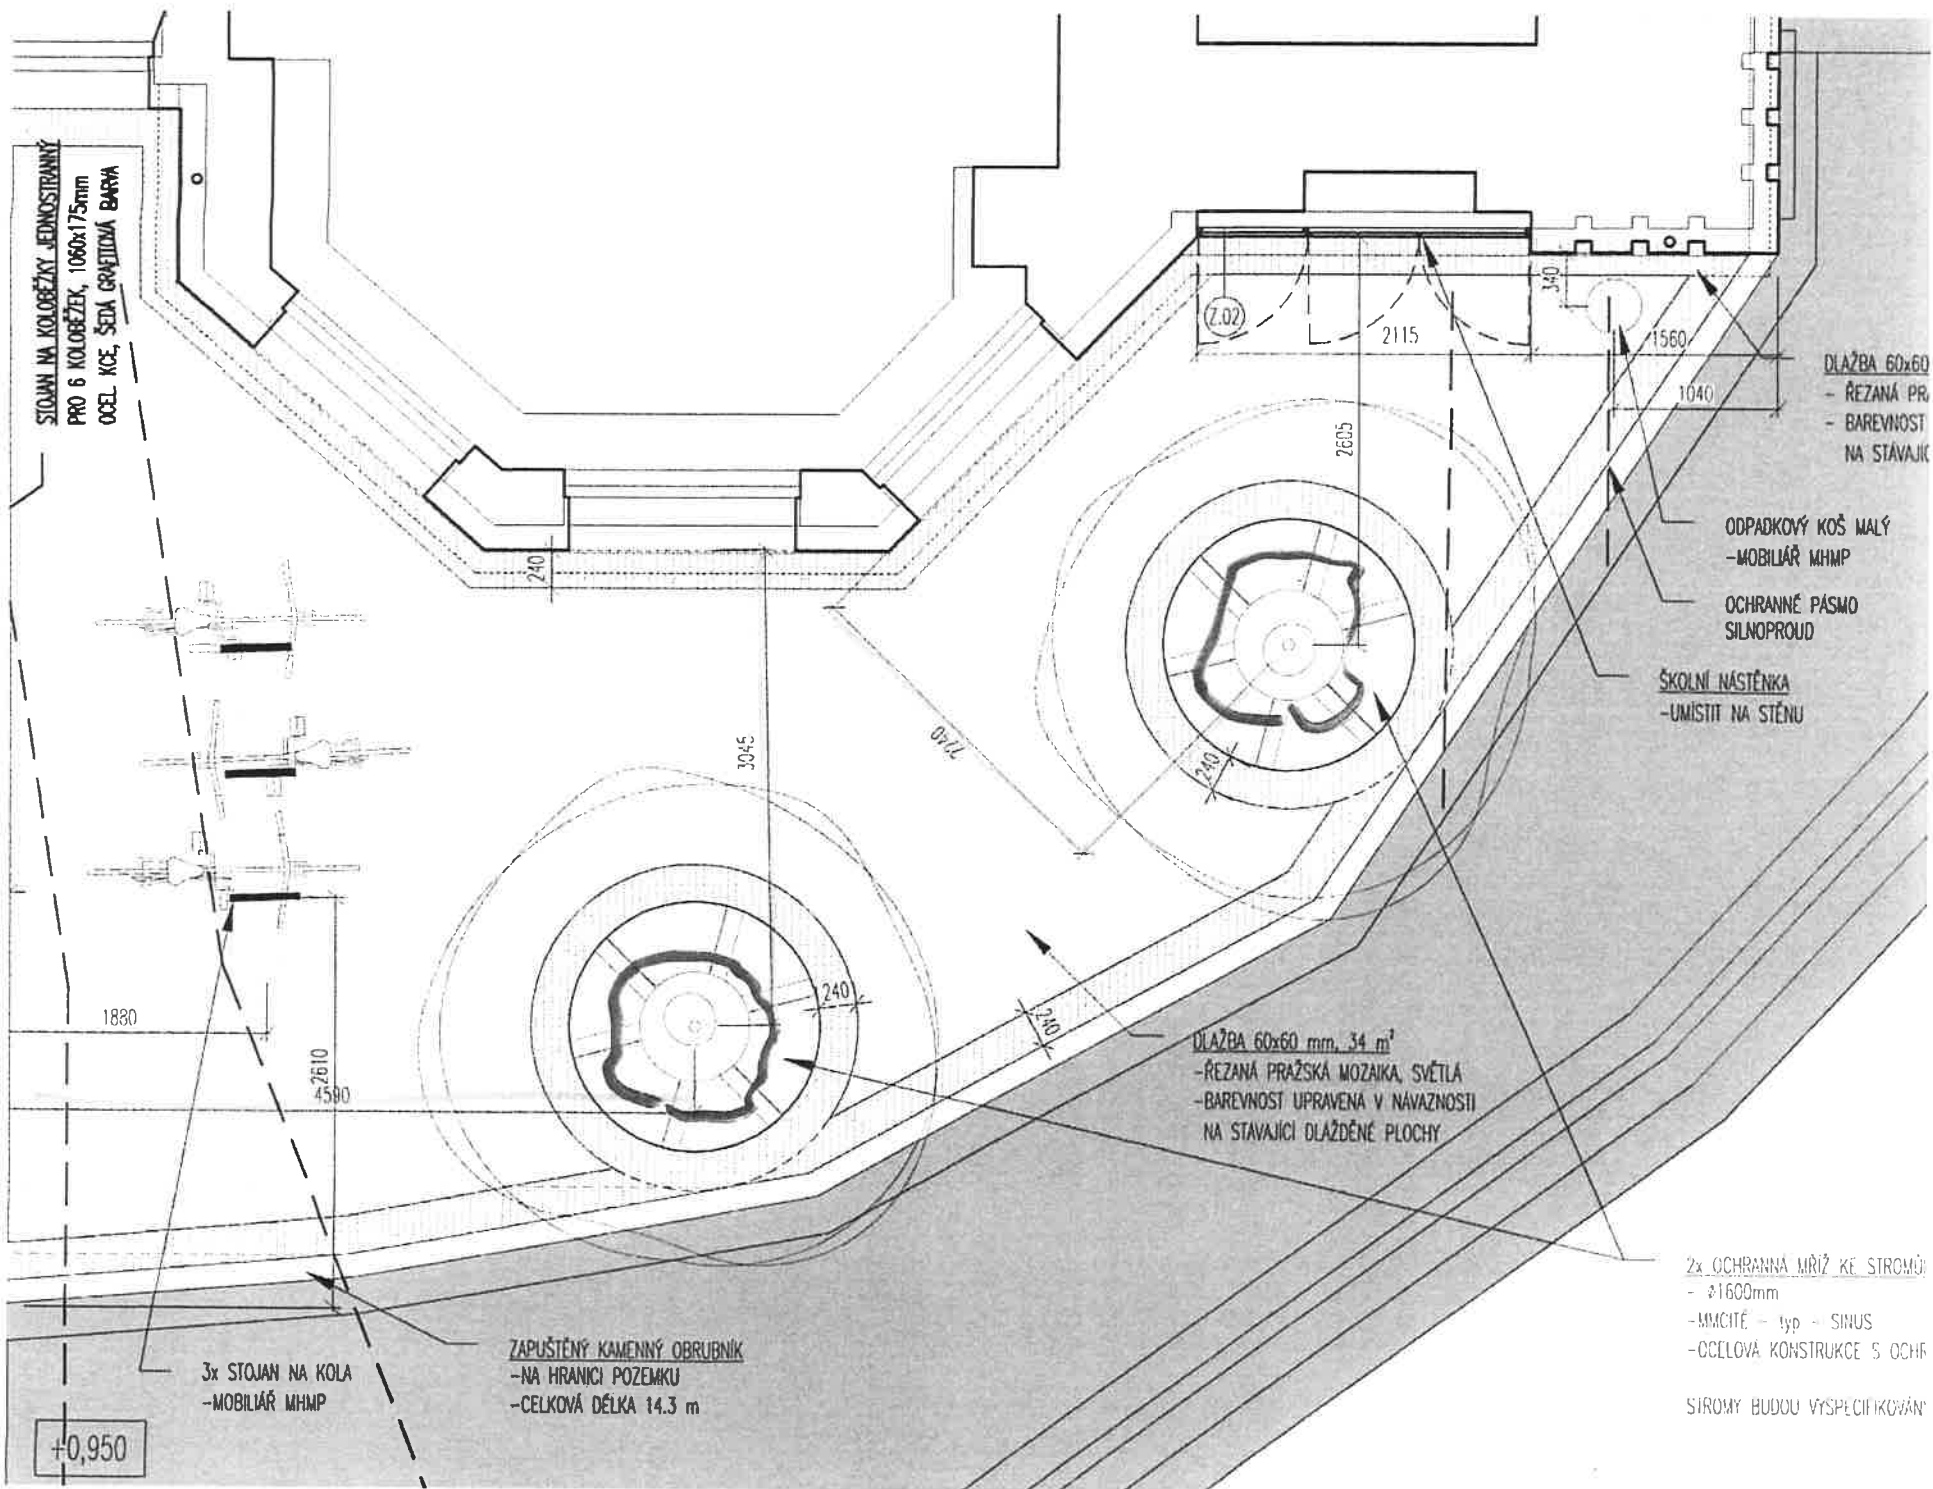 STOJAN NA KOLOBĚŽKY JEDNOSTRANNÝ
PRO 6 KOLOBĚŽEK, 1060x175mm
OCEL. KCE, ŠEDÁ GRAFITOVÁ BARVA
Z.02
2115
340
1560
1040
2605
DLAŽBA 60x60
- ŘEZANÁ PR
- BAREVNOST
NA STÁVAJÍC
ODPADKOVÝ KOŠ MALÝ
-MOBILIÁŘ MHMP
OCHRANNÉ PÁSMO
SILNOPROUD
ŠKOLNÍ NÁSTĚNKA
-UMÍSTIT NA STĚNU
240
3045
240
240
240
1880
2610
4590
DLAŽBA 60x60 mm, 34 m²
-ŘEZANÁ PRAŽSKÁ MOZAIKA, SVĚTLÁ
-BAREVNOST UPRAVENA V NÁVAZNOSTI
NA STAVAJÍCÍ DLÁŽDĚNÉ PLOCHY
2x OCHRANNÁ MŘÍŽ KE STROMŮ
- ø1600mm
-MMCITÉ - typ - SINUS
-OCELOVÁ KONSTRUKCE S OCHR
STROMY BUDOU VYSPECIFIKOVÁN
ZAPUŠTĚNÝ KAMENNÝ OBRUBNÍK
-NA HRANICI POZEMKU
-CELKOVÁ DÉLKA 14.3 m
3x STOJAN NA KOLA
-MOBILIÁŘ MHMP
+0,950